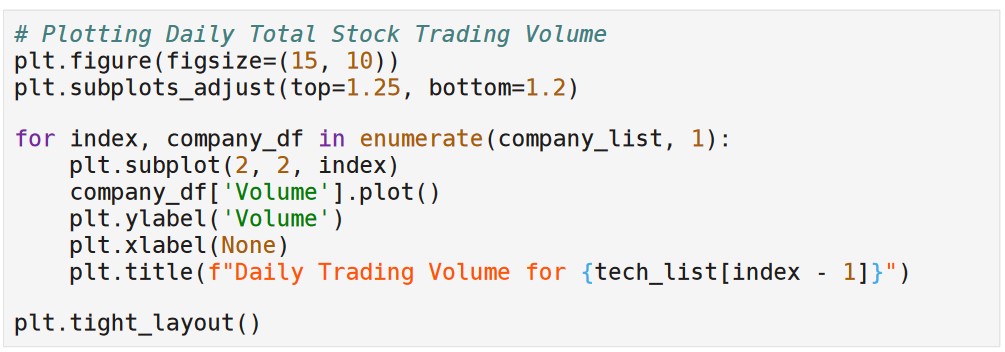 # Plotting Daily Total Stock Trading Volume
plt.figure(figsize=(15, 10))
plt.subplots_adjust(top=1.25, bottom=1.2)

for index, company_df in enumerate(company_list, 1):
    plt.subplot(2, 2, index)
    company_df['Volume'].plot()
    plt.ylabel('Volume')
    plt.xlabel(None)
    plt.title(f"Daily Trading Volume for {tech_list[index - 1]}")

plt.tight_layout()